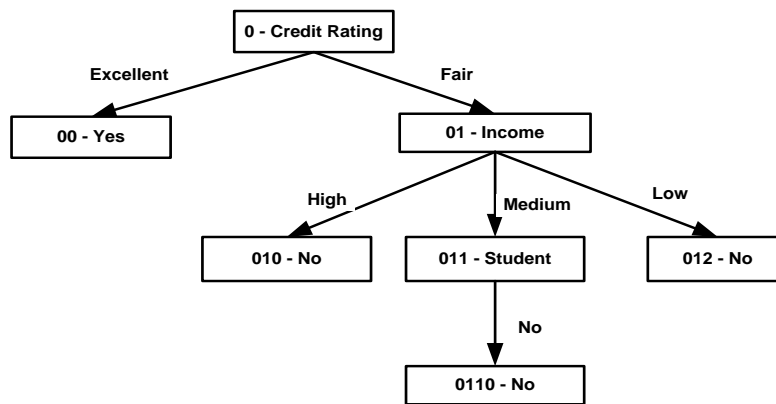 0 - Credit Rating
Excellent
Fair
00 - Yes
01 - Income
High
Medium
Low
010 - No
011 - Student
012 - No
No
0110 - No